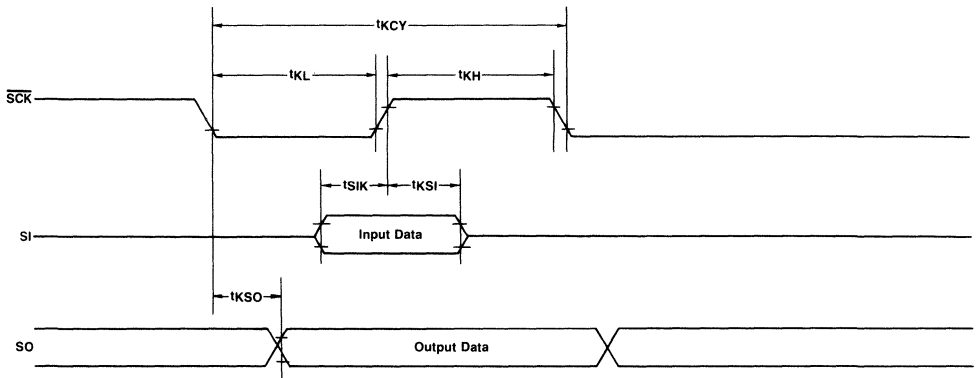 tKCY
tKL
tKH
SCK
tSIK
tKSI
SI
Input Data
tKSO
SO
Output Data